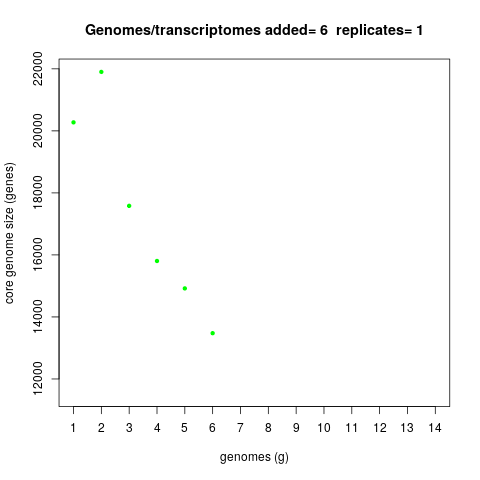 Genomes/transcriptomes added= 6  replicates= 1
core genome size (genes)
22000
20000
18000
16000
14000
12000
1 2 3 4 5 6 7 8 9 10 11 12 13 14
genomes (g)